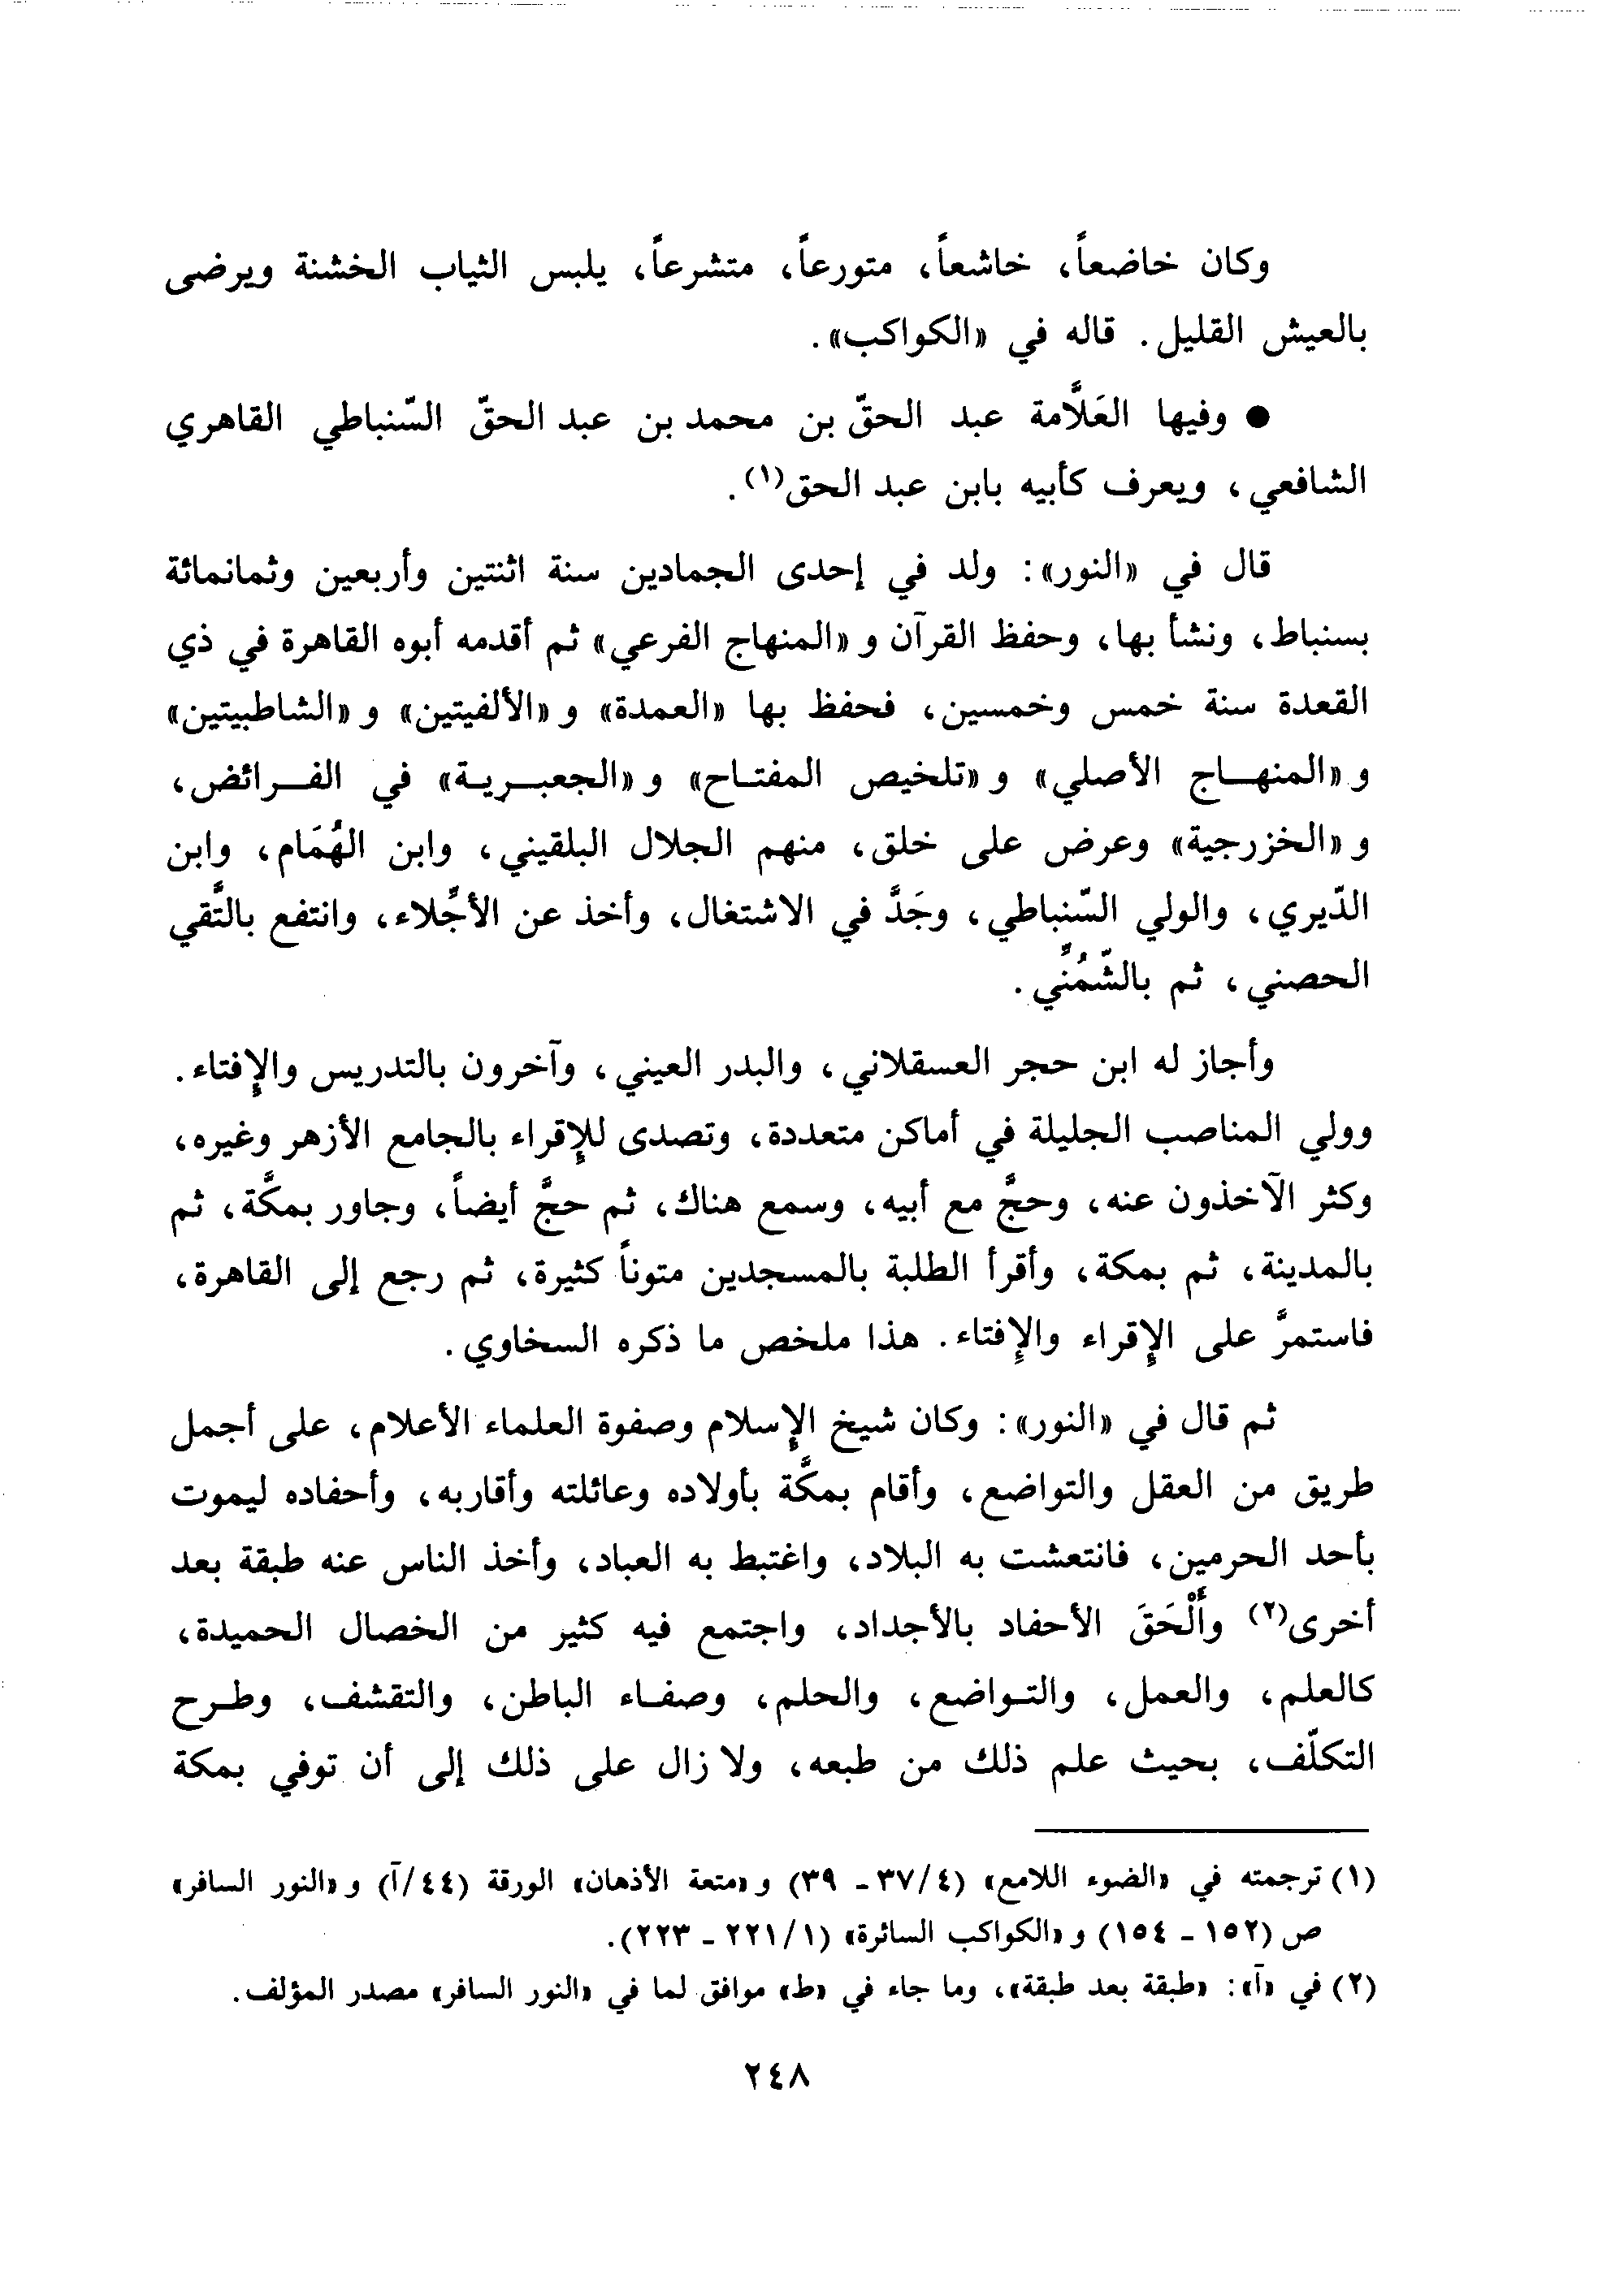 وكان خاضعاً، خاشعاً، متورعاً، متشرعاً، يلبس الثياب الخشنة ويرضى
بالعيش القليل. قاله في «الكواكب».
● وفيها العَلاَّمة عبد الحقّ بن محمد بن عبد الحقّ السّنباطي القاهري
الشافعي، ويعرف كأبيه بابن عبد الحق(١).
قال في «النور»: ولد في إحدى الجمادين سنة اثنتين وأربعين وثمانمائة
بسنباط، ونشأ بها، وحفظ القرآن و «المنهاج الفرعي» ثم أقدمه أبوه القاهرة في ذي
القعدة سنة خمس وخمسين، فحفظ بها «العمدة» و «الألفيتين» و «الشاطبيتين»
و «المنهاج الأصلي» و «تلخيص المفتاح» و «الجعبرية» في الفرائض،
و «الخزرجية» وعرض على خلق، منهم الجلال البلقيني، وابن الهُمَام، وابن
الدّيري، والولي السّنباطي، وجَدَّ في الاشتغال، وأخذ عن الأجِّلاء، وانتفع بالتَّقي
الحصني، ثم بالشّمُنِّي.
وأجاز له ابن حجر العسقلاني، والبدر العيني، وآخرون بالتدريس والإفتاء.
وولي المناصب الجليلة في أماكن متعددة، وتصدى للإقراء بالجامع الأزهر وغيره،
وكثر الآخذون عنه، وحجَّ مع أبيه، وسمع هناك، ثم حجَّ أيضاً، وجاور بمكَّة، ثم
بالمدينة، ثم بمكة، وأقرأ الطلبة بالمسجدين متوناً كثيرة، ثم رجع إلى القاهرة،
فاستمرَّ على الإقراء والإفتاء. هذا ملخص ما ذكره السخاوي.
ثم قال في «النور»: وكان شيخ الإسلام وصفوة العلماء الأعلام، على أجمل
طريق من العقل والتواضع، وأقام بمكَّة بأولاده وعائلته وأقاربه، وأحفاده ليموت
بأحد الحرمين، فانتعشت به البلاد، واغتبط به العباد، وأخذ الناس عنه طبقة بعد
أخرى(٢) وأَلْحَقَ الأحفاد بالأجداد، واجتمع فيه كثير من الخصال الحميدة،
كالعلم، والعمل، والتواضع، والحلم، وصفاء الباطن، والتقشف، وطرح
التكلّف، بحيث علم ذلك من طبعه، ولا زال على ذلك إلى أن توفي بمكة
(١) ترجمته في «الضوء اللامع» (٣٧/٤ - ٣٩) و «متعة الأذهان» الورقة (٤٤/آ) و «النور السافر»
ص (١٥٢ - ١٥٤) و «الكواكب السائرة» (٢٢١/١ - ٢٢٣).
(٢) في «آ»: «طبقة بعد طبقة»، وما جاء في «ط» موافق لما في «النور السافر» مصدر المؤلف.
٢٤٨